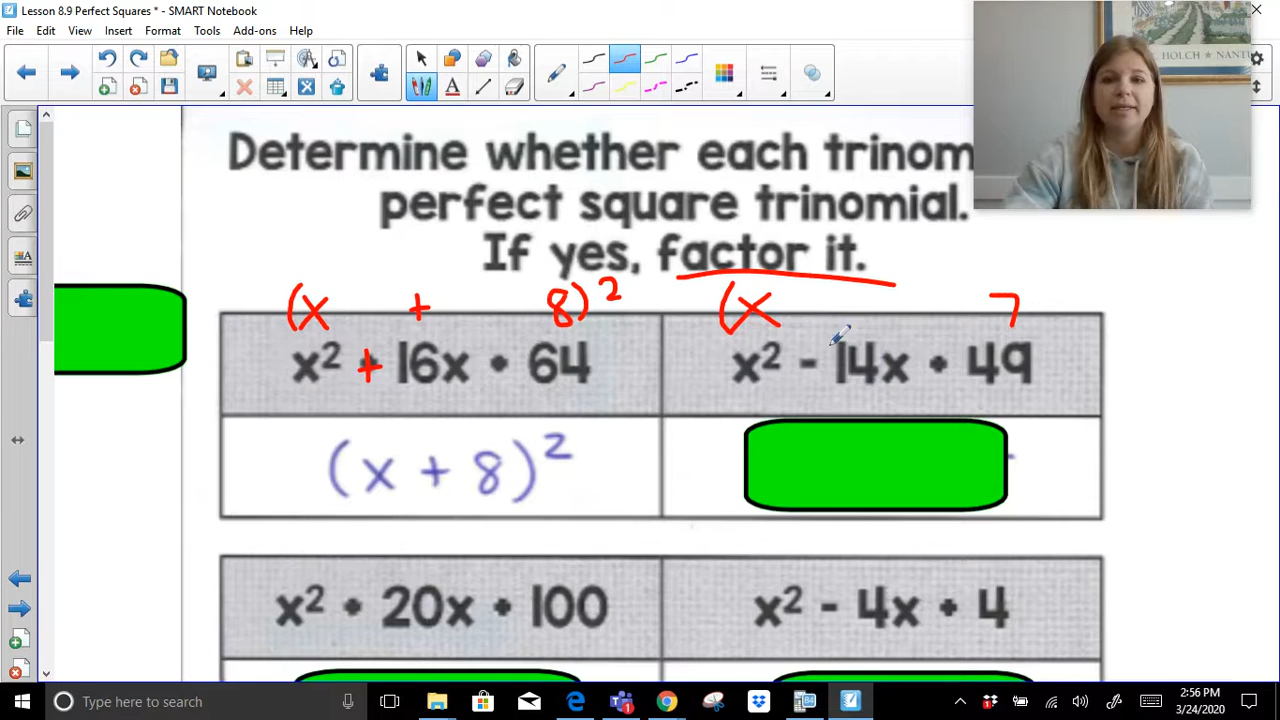 Lesson 8.9 Perfect Squares * - SMART Notebook
File Edit View Insert Format Tools Add-ons Help
HOLCH ★ NANTU
Determine whether each trinom
perfect square trinomial.
If yes, factor it.
(x + 8)² (x 7
x² + 16x + 64 x² - 14x + 49
(x + 8)²
x² + 20x + 100 x² - 4x + 4
Type here to search
2:56 PM
3/24/2020